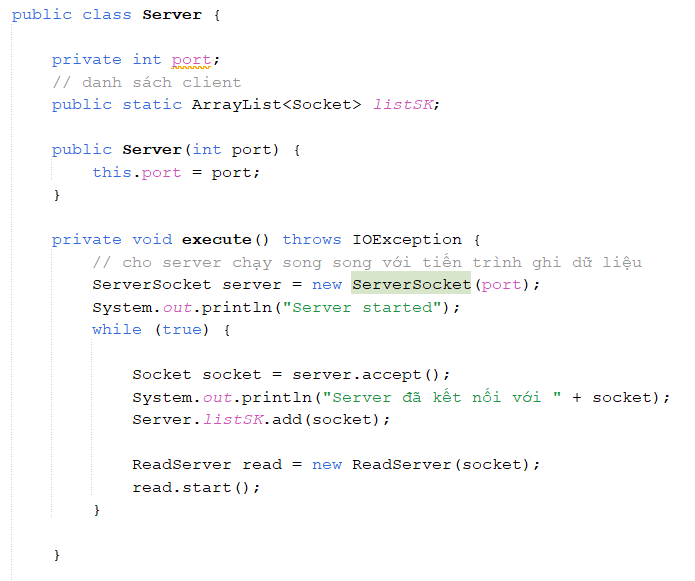 public class Server {
private int port;
// danh sách client
public static ArrayList<Socket> listSK;
public Server(int port) {
this.port = port;
}
private void execute() throws IOException {
// cho server chạy song song với tiến trình ghi dữ liệu
ServerSocket server = new ServerSocket(port);
System.out.println("Server started");
while (true) {
Socket socket = server.accept();
System.out.println("Server đã kết nối với " + socket);
Server.listSK.add(socket);
ReadServer read = new ReadServer(socket);
read.start();
}
}